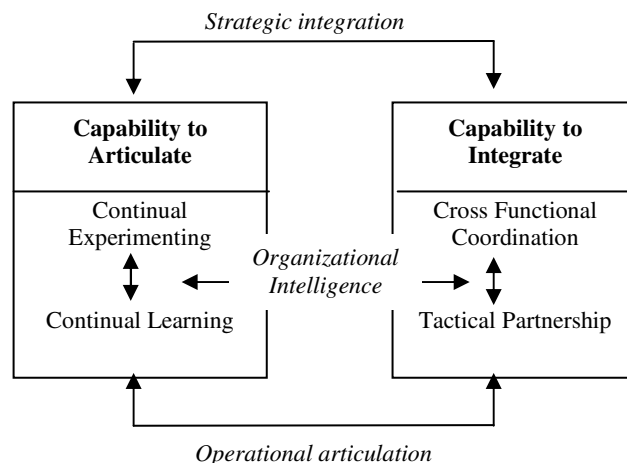 Strategic integration
Capability to
Articulate
Continual
Experimenting
Continual Learning
Organizational
Intelligence
Capability to
Integrate
Cross Functional
Coordination
Tactical Partnership
Operational articulation